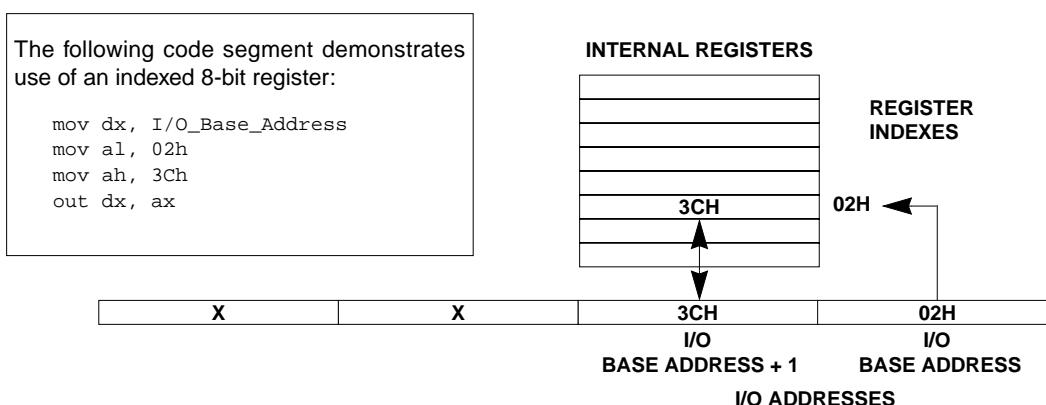 The following code segment demonstrates
use of an indexed 8-bit register:
mov dx, I/O_Base_Address
mov al, 02h
mov ah, 3Ch
out dx, ax
INTERNAL REGISTERS
REGISTER
INDEXES
3CH
02H
X
X
3CH
02H
I/O
BASE ADDRESS + 1
I/O
BASE ADDRESS
I/O ADDRESSES